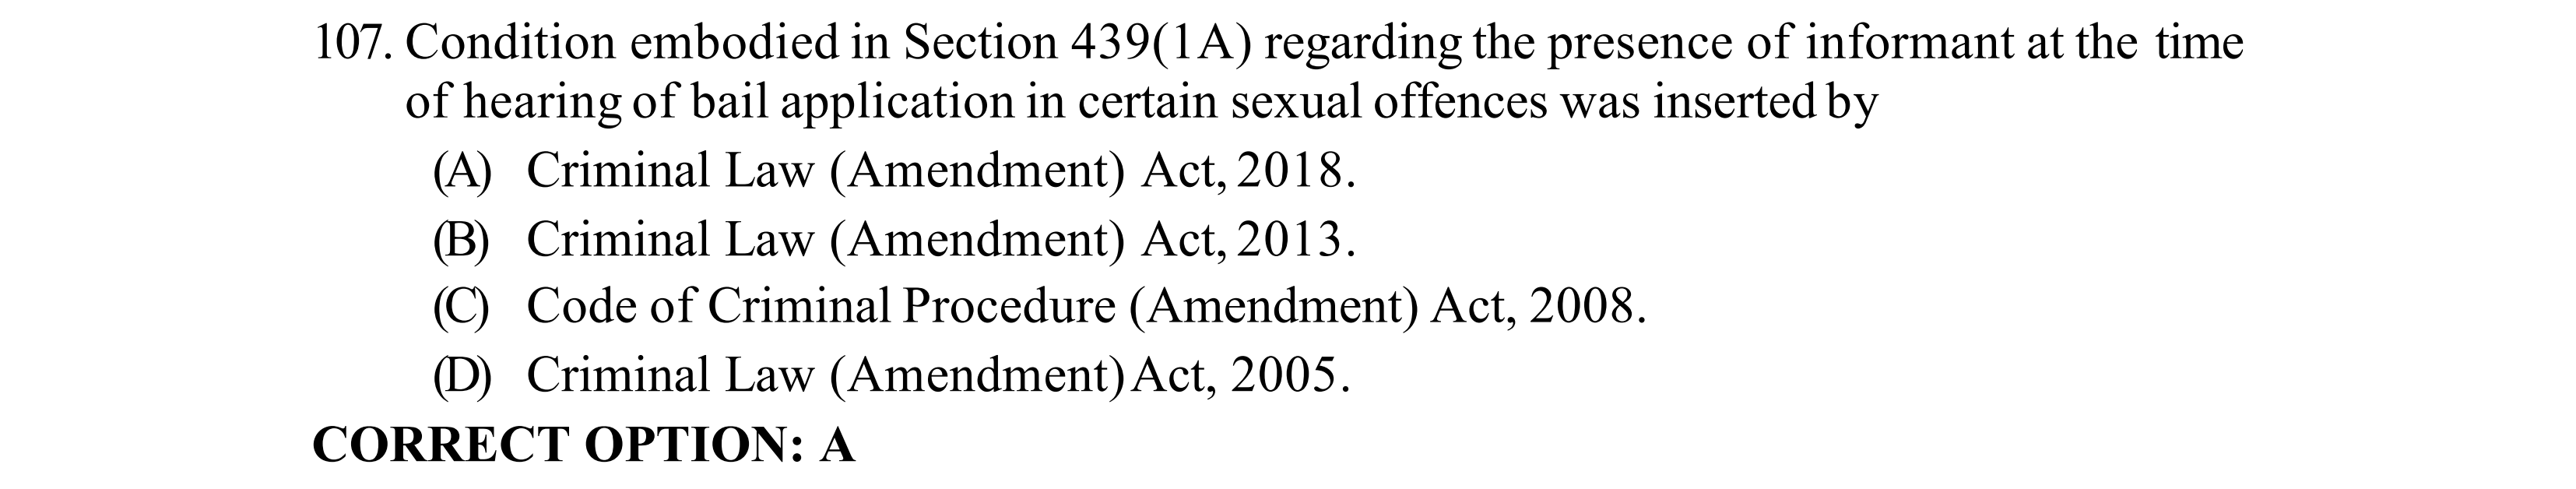 107. Condition embodied in Section 439(1A) regarding the presence of informant at the time
of hearing of bail application in certain sexual offences was inserted by
(A) Criminal Law (Amendment) Act, 2018.
(B) Criminal Law (Amendment) Act, 2013.
(C) Code of Criminal Procedure (Amendment) Act, 2008.
(D) Criminal Law (Amendment) Act, 2005.
CORRECT OPTION: A